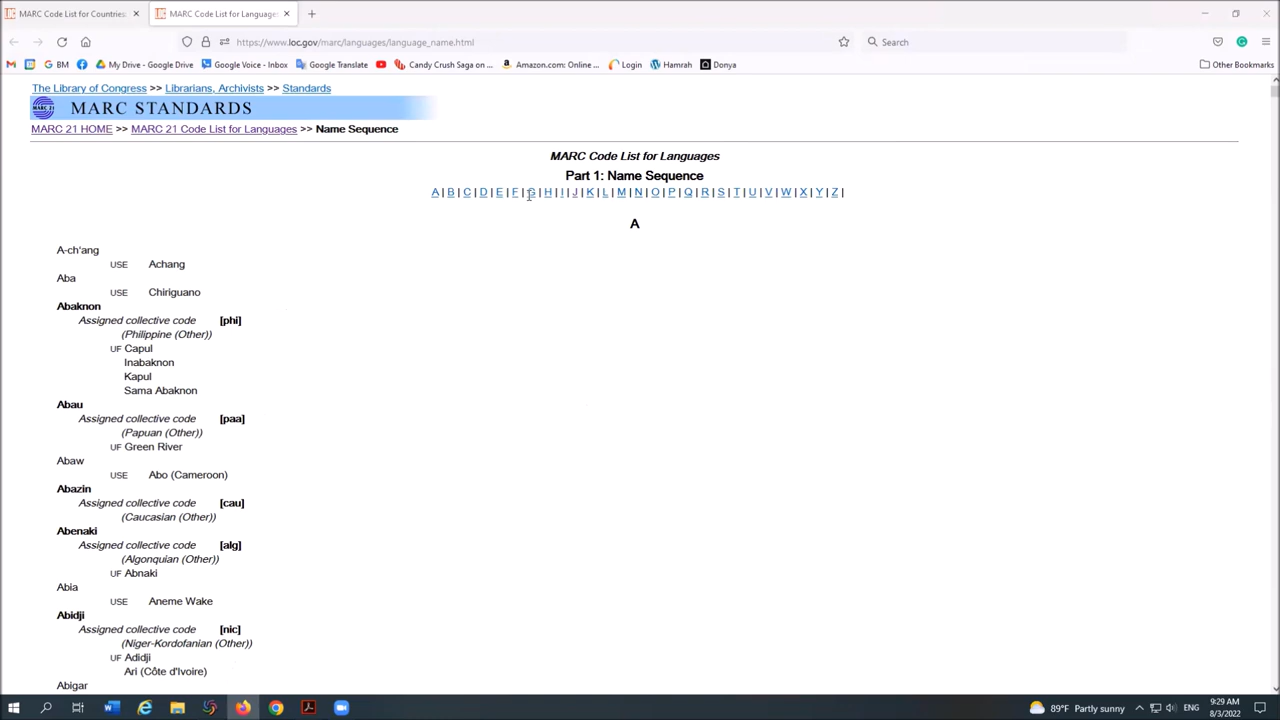 MARC Code List for Countries
MARC Code List for Languages
https://www.loc.gov/marc/languages/language_name.html
Search
G BM
My Drive - Google Drive
Google Voice - Inbox
Google Translate
Candy Crush Saga on ...
Amazon.com: Online ...
Login
Hamrah
Donya
Other Bookmarks
The Library of Congress >> Librarians, Archivists >> Standards
MARC STANDARDS
MARC 21 HOME >> MARC 21 Code List for Languages >> Name Sequence
MARC Code List for Languages
Part 1: Name Sequence
A | B | C | D | E | F | G | H | I | J | K | L | M | N | O | P | Q | R | S | T | U | V | W | X | Y | Z |
A
A-ch'ang
USE Achang
Aba
USE Chiriguano
Abaknon
Assigned collective code [phi]
(Philippine (Other))
UF Capul
Inabaknon
Kapul
Sama Abaknon
Abau
Assigned collective code [paa]
(Papuan (Other))
UF Green River
Abaw
USE Abo (Cameroon)
Abazin
Assigned collective code [cau]
(Caucasian (Other))
Abenaki
Assigned collective code [alg]
(Algonquian (Other))
UF Abnaki
Abia
USE Aneme Wake
Abidji
Assigned collective code [nic]
(Niger-Kordofanian (Other))
UF Adidji
Ari (Côte d'Ivoire)
Abigar
89°F Partly sunny
ENG
9:29 AM
8/3/2022